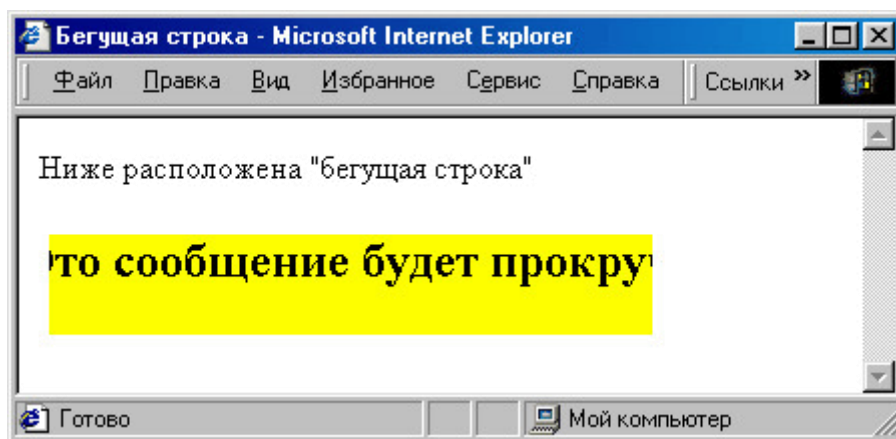 Бегущая строка - Microsoft Internet Explorer
Файл Правка Вид Избранное Сервис Справка Ссылки »
Ниже расположена "бегущая строка"
то сообщение будет прокру
Готово Мой компьютер